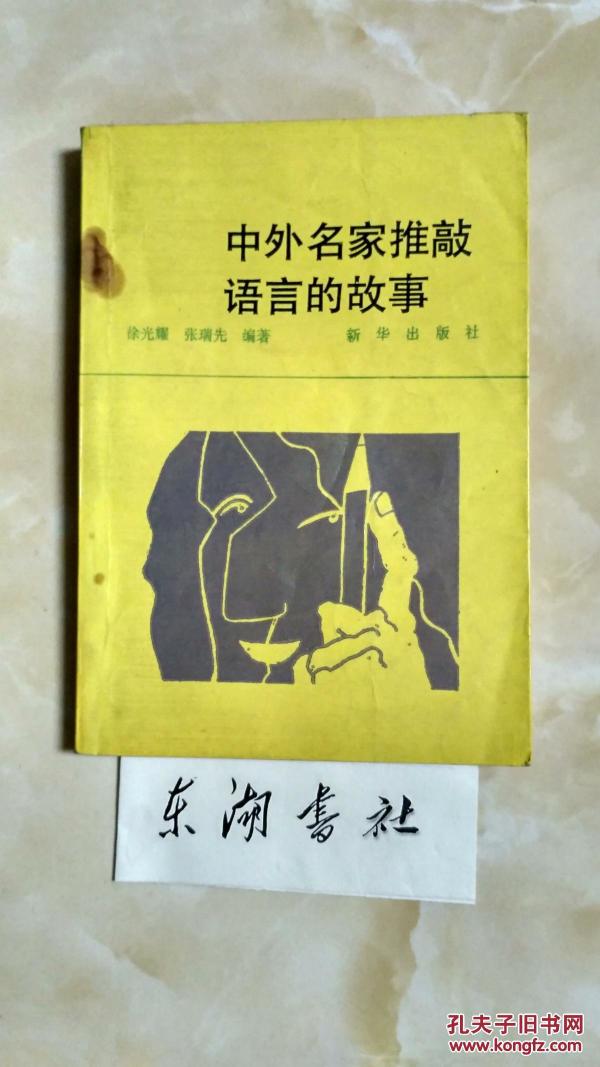 中外名家推敲
语言的故事
徐光耀 张瑞先 编著 新华出版社
东湖书社
孔夫子旧书网
www.kongfz.com